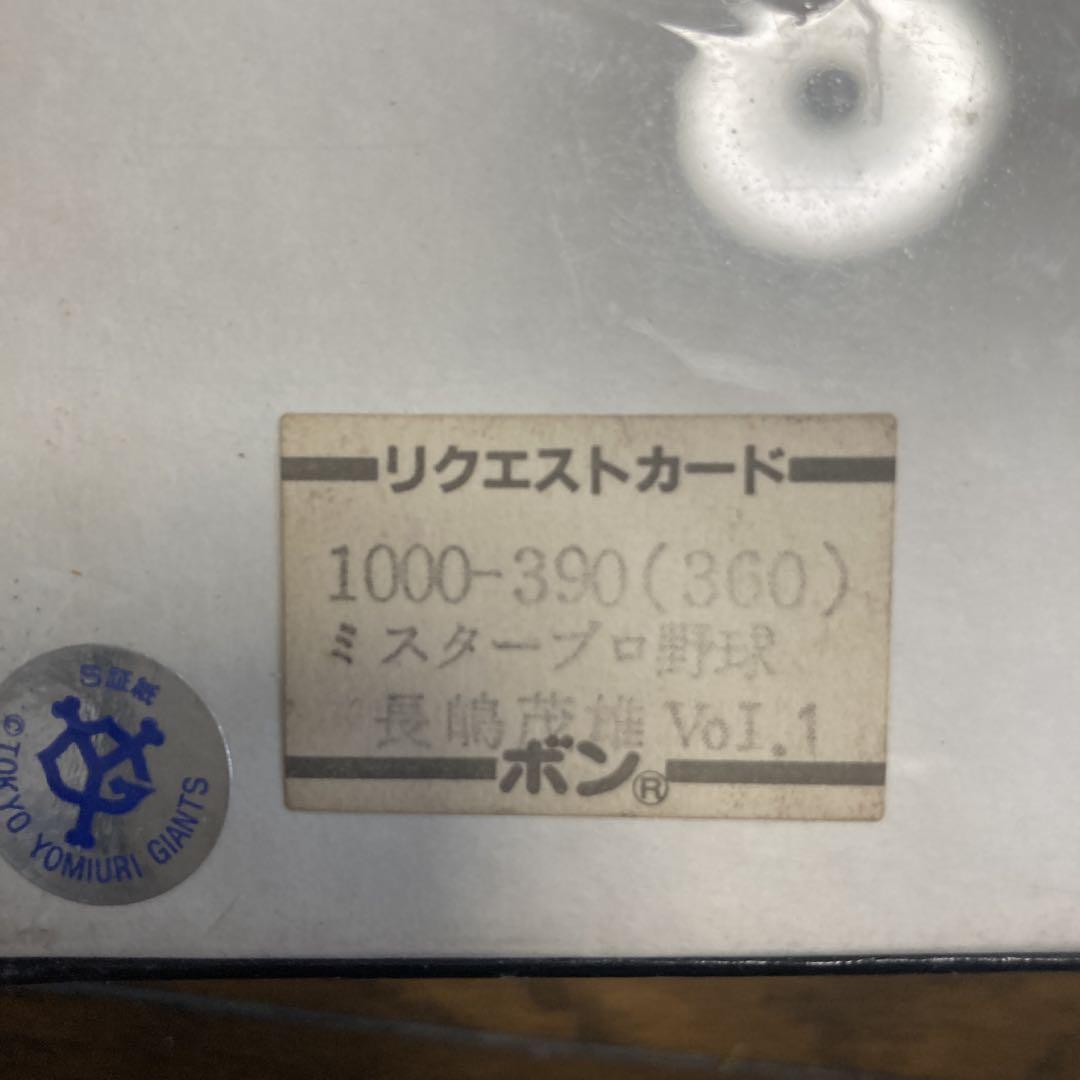 リクエストカード
1000-390(360)
ミスタープロ野球
長嶋茂雄 Vol.1
ボン®
S証紙
©TOKYO YOMIURI GIANTS